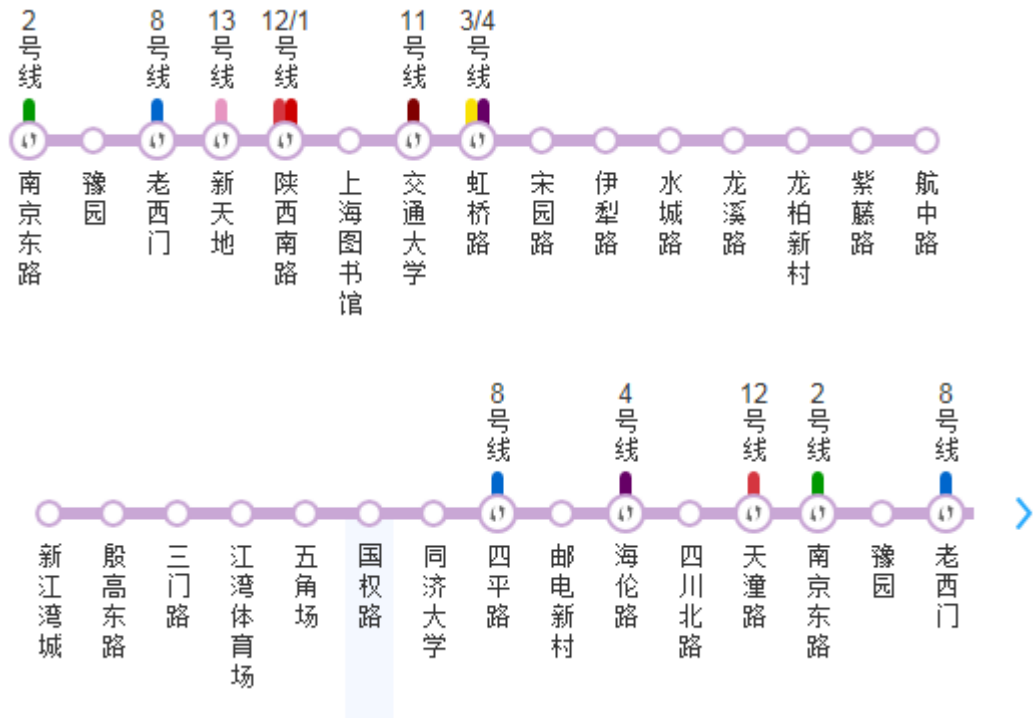 2号线
8号线
13号线
12/1号线
11号线
3/4号线
南京东路
豫园
老西门
新天地
陕西南路
上海图书馆
交通大学
虹桥路
宋园路
伊犁路
水城路
龙溪路
龙柏新村
紫藤路
航中路
8号线
4号线
12号线
2号线
8号线
新江湾城
殷高东路
三门路
江湾体育场
五角场
国权路
同济大学
四平路
邮电新村
海伦路
四川北路
天潼路
南京东路
豫园
老西门